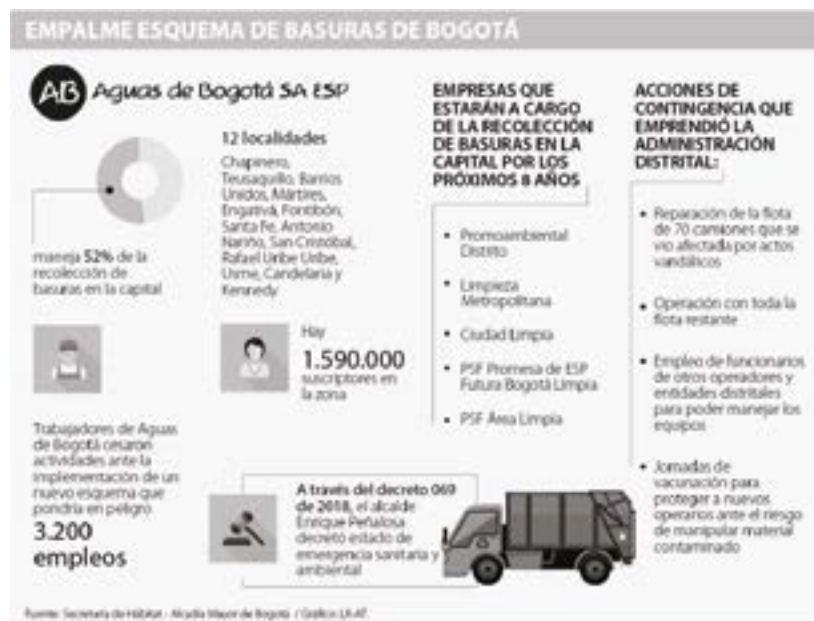 EMPALME ESQUEMA DE BASURAS DE BOGOTÁ
AB Aguas de Bogotá SA ESP
maneja 52% de la
recolección de
basuras en la capital
12 localidades
Chapinero,
Teusaquillo, Barrios
Unidos, Mártires,
Engativá, Fontibón,
Santa Fe, Antonio
Nariño, San Cristóbal,
Rafael Uribe Uribe,
Usme, Candelaria y
Kennedy
Hay
1.590.000
suscriptores en
la zona
Trabajadores de Aguas
de Bogotá cesaron
actividades ante la
implementación de un
nuevo esquema que
pondría en peligro
3.200
empleos
A través del decreto 069
de 2018, el alcalde
Enrique Peñalosa
decretó estado de
emergencia sanitaria y
ambiental
EMPRESAS QUE
ESTARÁN A CARGO
DE LA RECOLECCIÓN
DE BASURAS EN LA
CAPITAL POR LOS
PRÓXIMOS 8 AÑOS
• Promoambiental
Distrito
• Limpieza
Metropolitana
• Ciudad Limpia
• PSF Promesa de ESP
Futura Bogotá Limpia
• PSF Área Limpia
ACCIONES DE
CONTINGENCIA QUE
EMPRENDIÓ LA
ADMINISTRACIÓN
DISTRITAL:
• Reparación de la flota
de 70 camiones que se
vio afectada por actos
vandálicos
• Operación con toda la
flota restante
• Empleo de funcionarios
de otros operadores y
entidades distritales
para poder manejar los
equipos
• Jornadas de
vacunación para
proteger a nuevos
operarios ante el riesgo
de manipular material
contaminado
Fuente: Secretaría de Hábitat - Alcaldía Mayor de Bogotá / Gráfico: LR-AT.